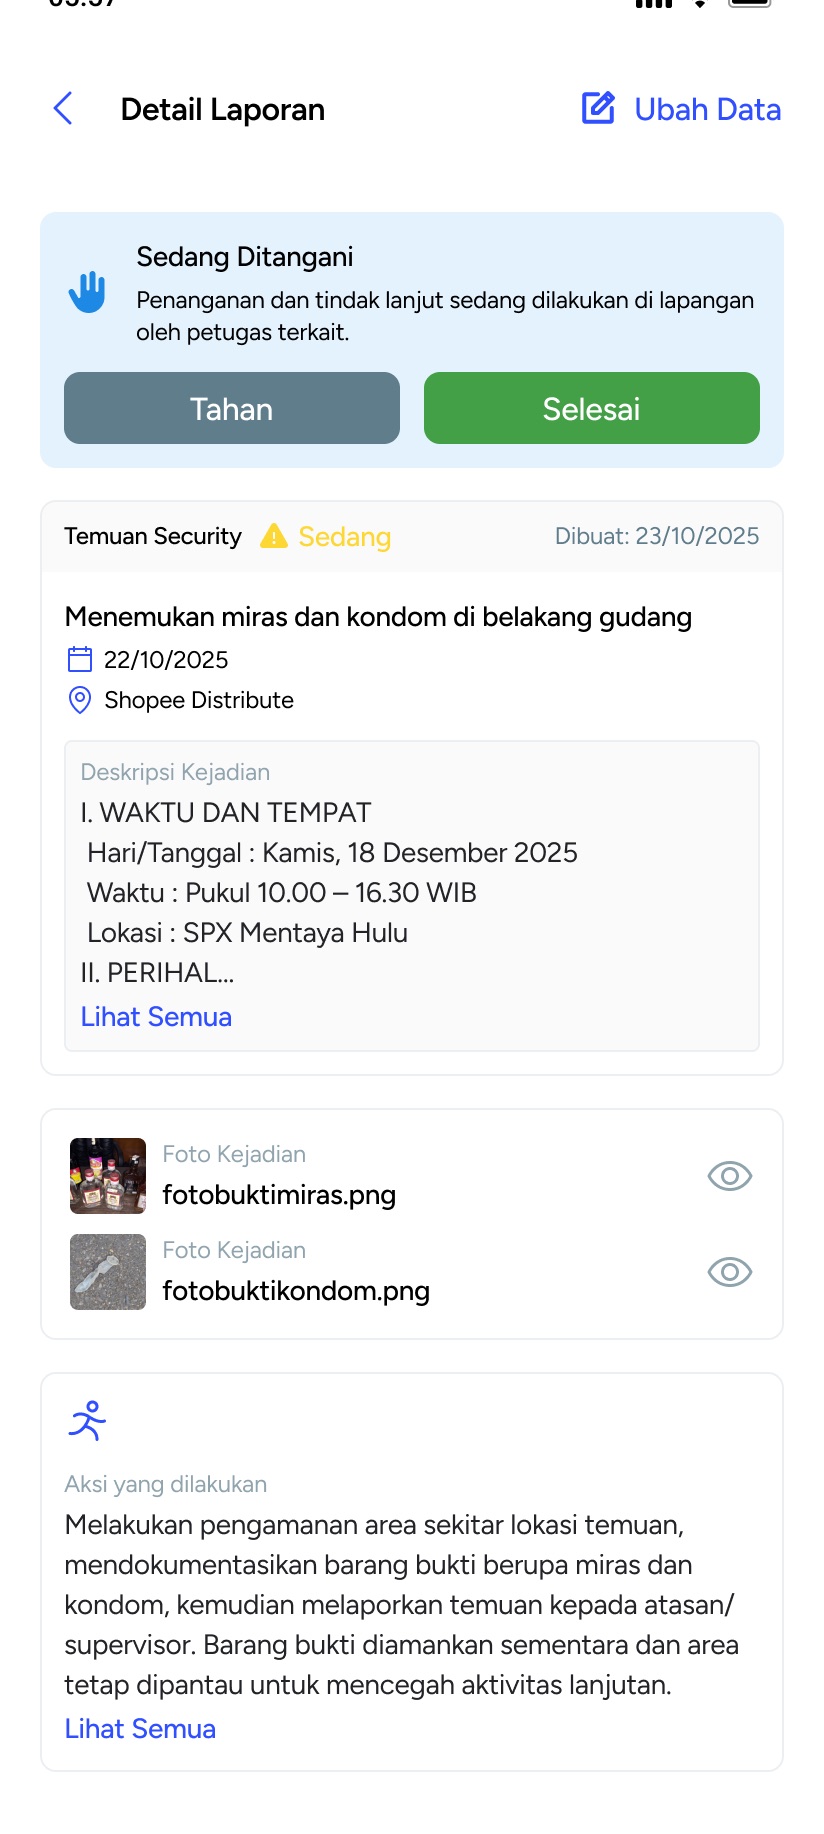 Detail Laporan
Ubah Data
Sedang Ditangani
Penanganan dan tindak lanjut sedang dilakukan di lapangan
oleh petugas terkait.
Tahan
Selesai
Temuan Security
Sedang
Dibuat: 23/10/2025
Menemukan miras dan kondom di belakang gudang
22/10/2025
Shopee Distribute
Deskripsi Kejadian
I. WAKTU DAN TEMPAT
Hari/Tanggal : Kamis, 18 Desember 2025
Waktu : Pukul 10.00 – 16.30 WIB
Lokasi : SPX Mentaya Hulu
II. PERIHAL...
Lihat Semua
Foto Kejadian
fotobuktimiras.png
Foto Kejadian
fotobuktikondom.png
Aksi yang dilakukan
Melakukan pengamanan area sekitar lokasi temuan,
mendokumentasikan barang bukti berupa miras dan
kondom, kemudian melaporkan temuan kepada atasan/
supervisor. Barang bukti diamankan sementara dan area
tetap dipantau untuk mencegah aktivitas lanjutan.
Lihat Semua